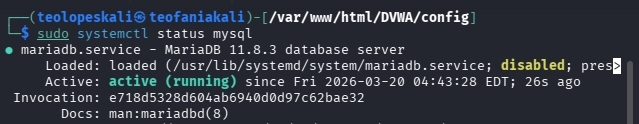 ┌──(teolopeskali㉿teofaniakali)-[/var/www/html/DVWA/config]
└─$ sudo systemctl status mysql
● mariadb.service - MariaDB 11.8.3 database server
Loaded: loaded (/usr/lib/systemd/system/mariadb.service; disabled; pres>
Active: active (running) since Fri 2026-03-20 04:43:28 EDT; 26s ago
Invocation: e718d5328d604ab6940d0d97c62bae32
Docs: man:mariadbd(8)